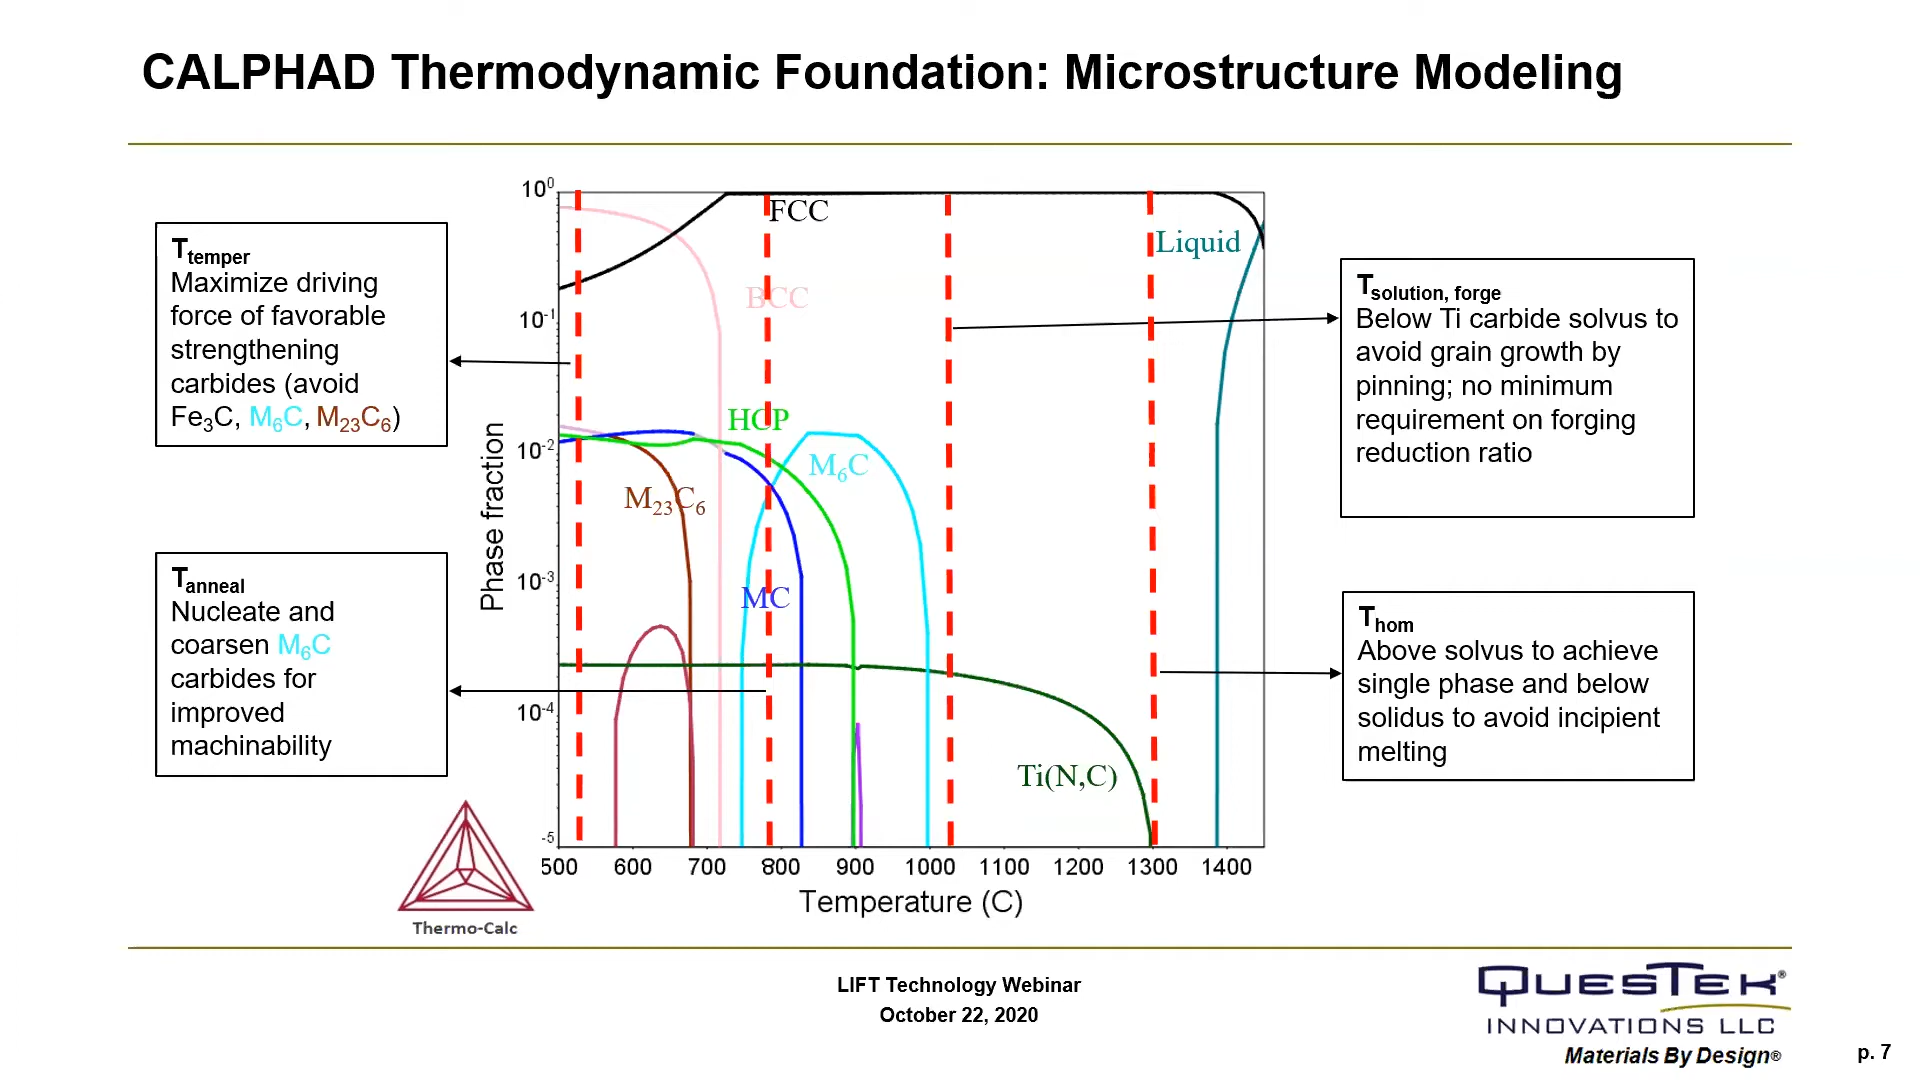 CALPHAD Thermodynamic Foundation: Microstructure Modeling
T_temper
Maximize driving
force of favorable
strengthening
carbides (avoid
Fe₃C, M₆C, M₂₃C₆)
T_anneal
Nucleate and
coarsen M₆C
carbides for
improved
machinability
Phase fraction
10⁰
10⁻¹
10⁻²
10⁻³
10⁻⁴
-5
FCC
Liquid
BCC
HCP
M₆C
M₂₃C₆
MC
Ti(N,C)
500 600 700 800 900 1000 1100 1200 1300 1400
Temperature (C)
T_solution, forge
Below Ti carbide solvus to
avoid grain growth by
pinning; no minimum
requirement on forging
reduction ratio
T_hom
Above solvus to achieve
single phase and below
solidus to avoid incipient
melting
Thermo-Calc
LIFT Technology Webinar
October 22, 2020
QUESTEK®
INNOVATIONS LLC
Materials By Design®
p. 7